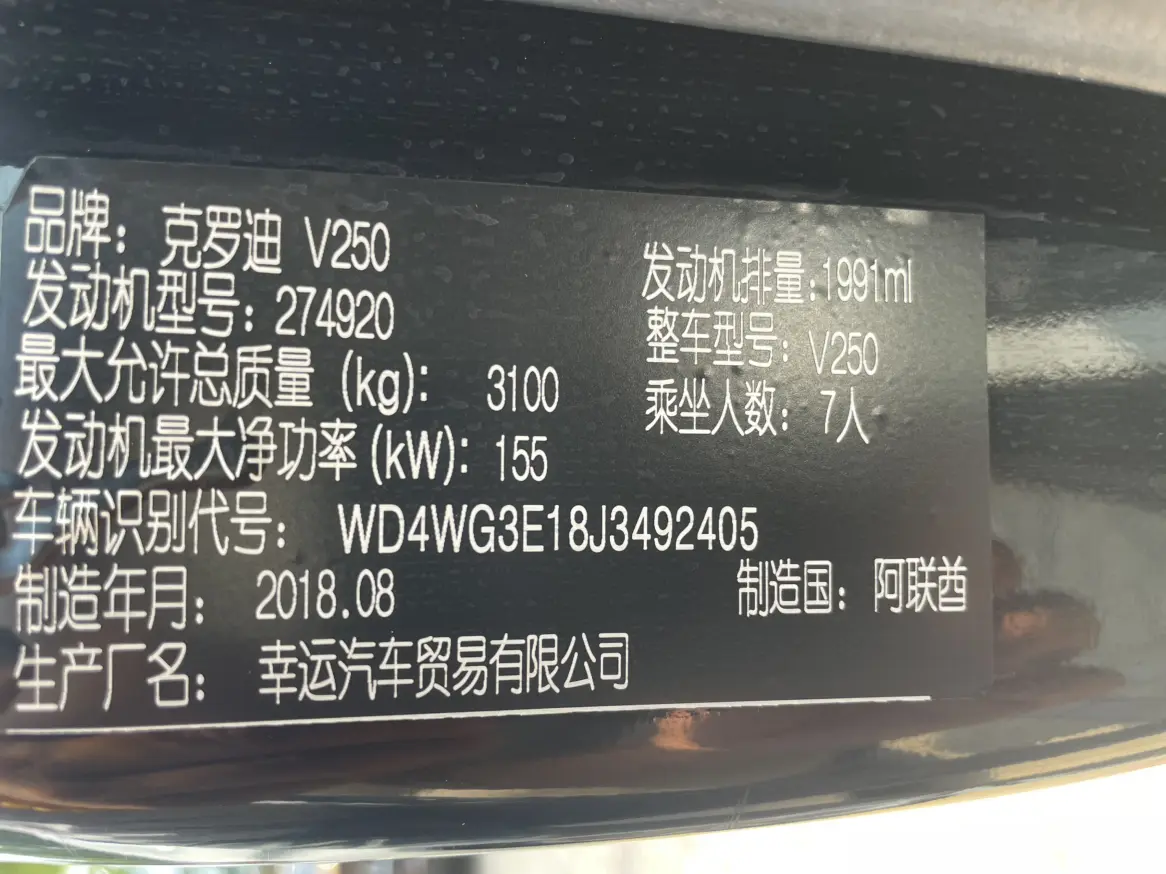 品牌：克罗迪 V250
发动机型号：274920
发动机排量:1991ml
最大允许总质量 (kg)： 3100
整车型号：V250
发动机最大净功率(kW)：155
乘坐人数：7人
车辆识别代号： WD4WG3E18J3492405
制造年月：2018.08
制造国：阿联酋
生产厂名：幸运汽车贸易有限公司